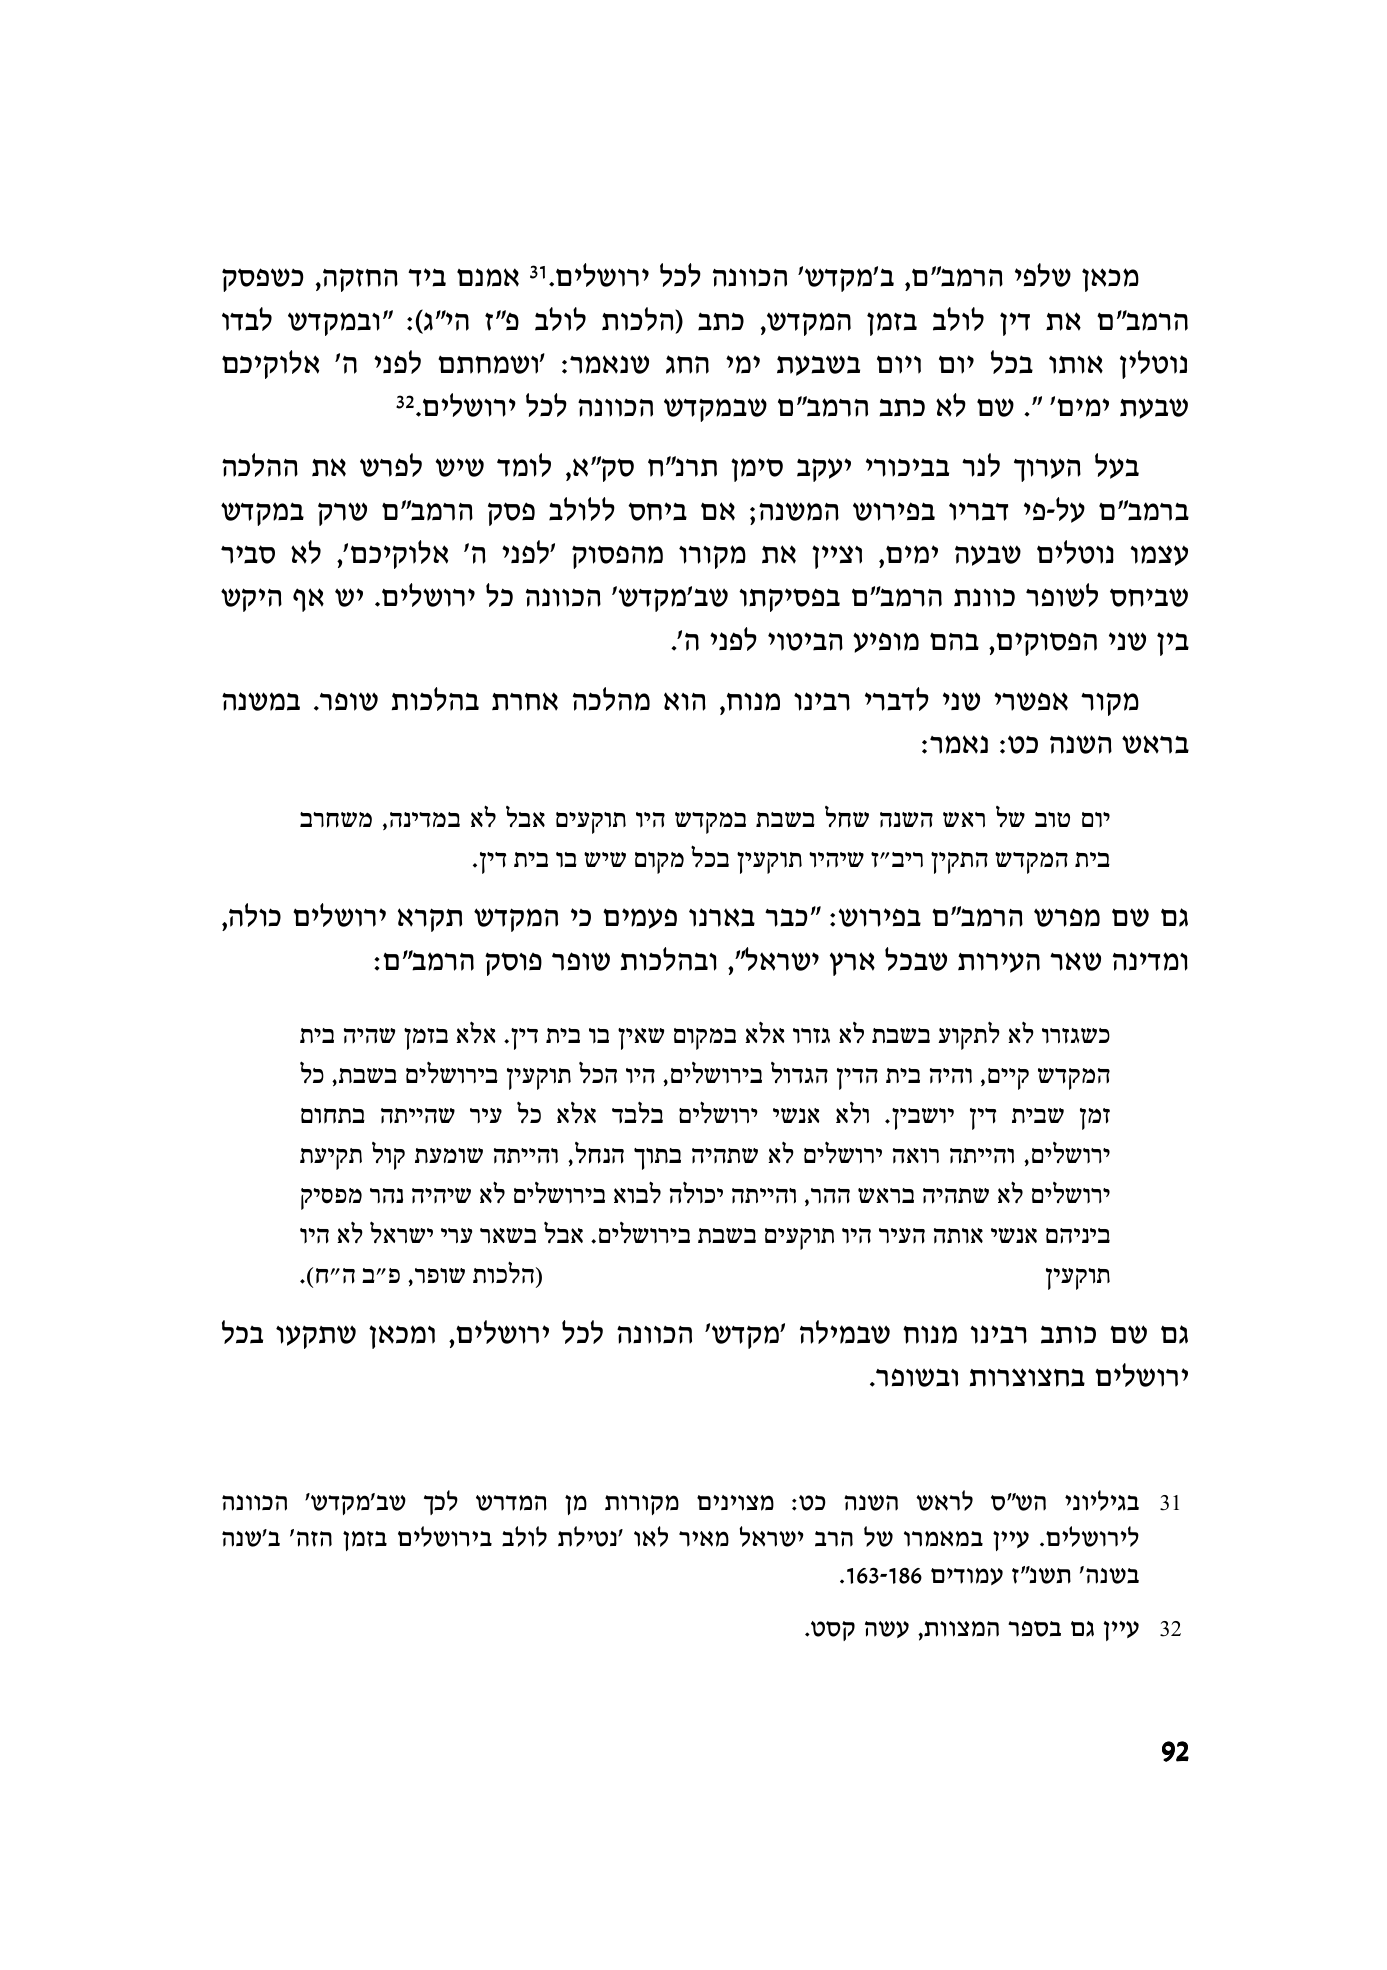 מכאן שלפי הרמב"ם, ב'מקדש' הכוונה לכל ירושלים.31 אמנם ביד החזקה, כשפסק
הרמב"ם את דין לולב בזמן המקדש, כתב (הלכות לולב פ"ז הי"ג): "ובמקדש לבדו
נוטלין אותו בכל יום ויום בשבעת ימי החג שנאמר: 'ושמחתם לפני ה' אלוקיכם
שבעת ימים' ". שם לא כתב הרמב"ם שבמקדש הכוונה לכל ירושלים.32
בעל הערוך לנר בביכורי יעקב סימן תרנ"ח סק"א, לומד שיש לפרש את ההלכה
ברמב"ם על-פי דבריו בפירוש המשנה; אם ביחס ללולב פסק הרמב"ם שרק במקדש
עצמו נוטלים שבעה ימים, וציין את מקורו מהפסוק 'לפני ה' אלוקיכם', לא סביר
שביחס לשופר כוונת הרמב"ם בפסיקתו שב'מקדש' הכוונה כל ירושלים. יש אף היקש
בין שני הפסוקים, בהם מופיע הביטוי לפני ה'.
מקור אפשרי שני לדברי רבינו מנוח, הוא מהלכה אחרת בהלכות שופר. במשנה
בראש השנה כט: נאמר:
יום טוב של ראש השנה שחל בשבת במקדש היו תוקעים אבל לא במדינה, משחרב
בית המקדש התקין ריב"ז שיהיו תוקעין בכל מקום שיש בו בית דין.
גם שם מפרש הרמב"ם בפירוש: "כבר בארנו פעמים כי המקדש תקרא ירושלים כולה,
ומדינה שאר העירות שבכל ארץ ישראל", ובהלכות שופר פוסק הרמב"ם:
כשגזרו לא לתקוע בשבת לא גזרו אלא במקום שאין בו בית דין. אלא בזמן שהיה בית
המקדש קיים, והיה בית הדין הגדול בירושלים, היו הכל תוקעין בירושלים בשבת, כל
זמן שבית דין יושבין. ולא אנשי ירושלים בלבד אלא כל עיר שהייתה בתחום
ירושלים, והייתה רואה ירושלים לא שתהיה בתוך הנחל, והייתה שומעת קול תקיעת
ירושלים לא שתהיה בראש ההר, והייתה יכולה לבוא בירושלים לא שיהיה נהר מפסיק
ביניהם אנשי אותה העיר היו תוקעים בשבת בירושלים. אבל בשאר ערי ישראל לא היו
תוקעין (הלכות שופר, פ"ב ה"ח).
גם שם כותב רבינו מנוח שבמילה 'מקדש' הכוונה לכל ירושלים, ומכאן שתקעו בכל
ירושלים בחצוצרות ובשופר.
31 בגיליוני הש"ס לראש השנה כט: מצוינים מקורות מן המדרש לכך שב'מקדש' הכוונה
לירושלים. עיין במאמרו של הרב ישראל מאיר לאו 'נטילת לולב בירושלים בזמן הזה' ב'שנה
בשנה' תשנ"ז עמודים 163-186.
32 עיין גם בספר המצוות, עשה קסט.
92